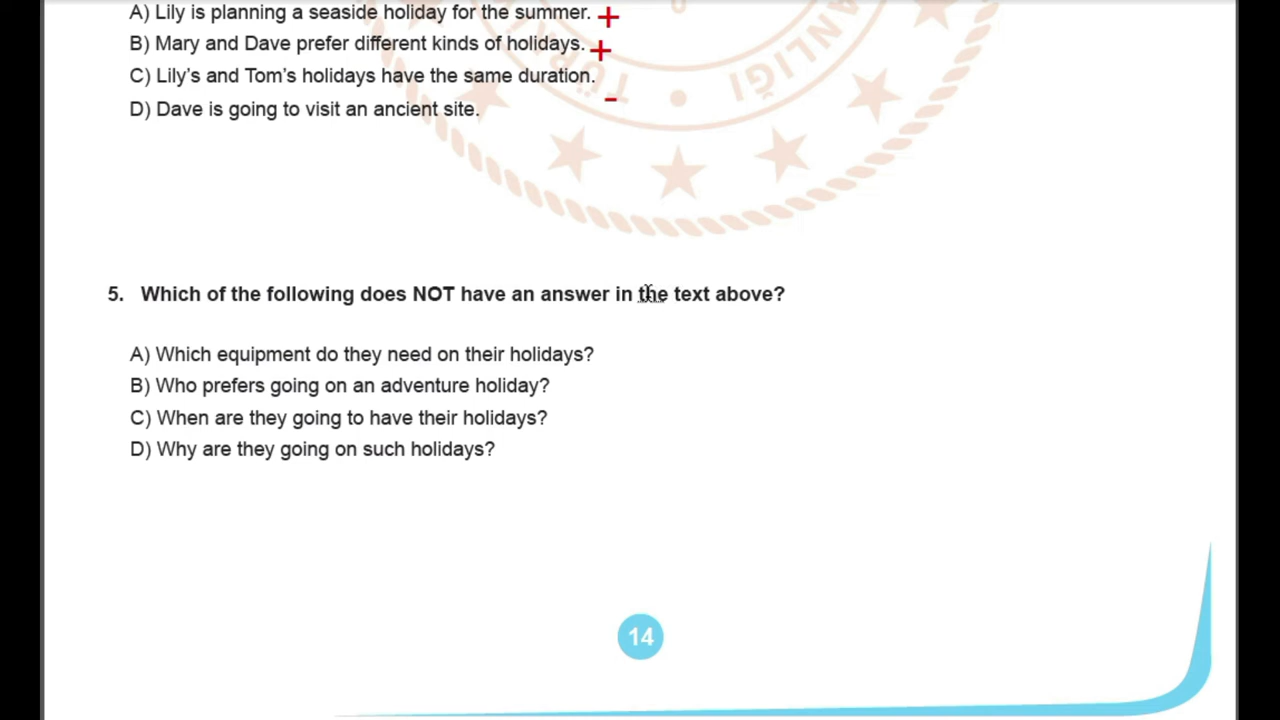 A) Lily is planning a seaside holiday for the summer. +
B) Mary and Dave prefer different kinds of holidays. +
C) Lily’s and Tom’s holidays have the same duration. -
D) Dave is going to visit an ancient site.
5. Which of the following does NOT have an answer in the text above?
A) Which equipment do they need on their holidays?
B) Who prefers going on an adventure holiday?
C) When are they going to have their holidays?
D) Why are they going on such holidays?
14